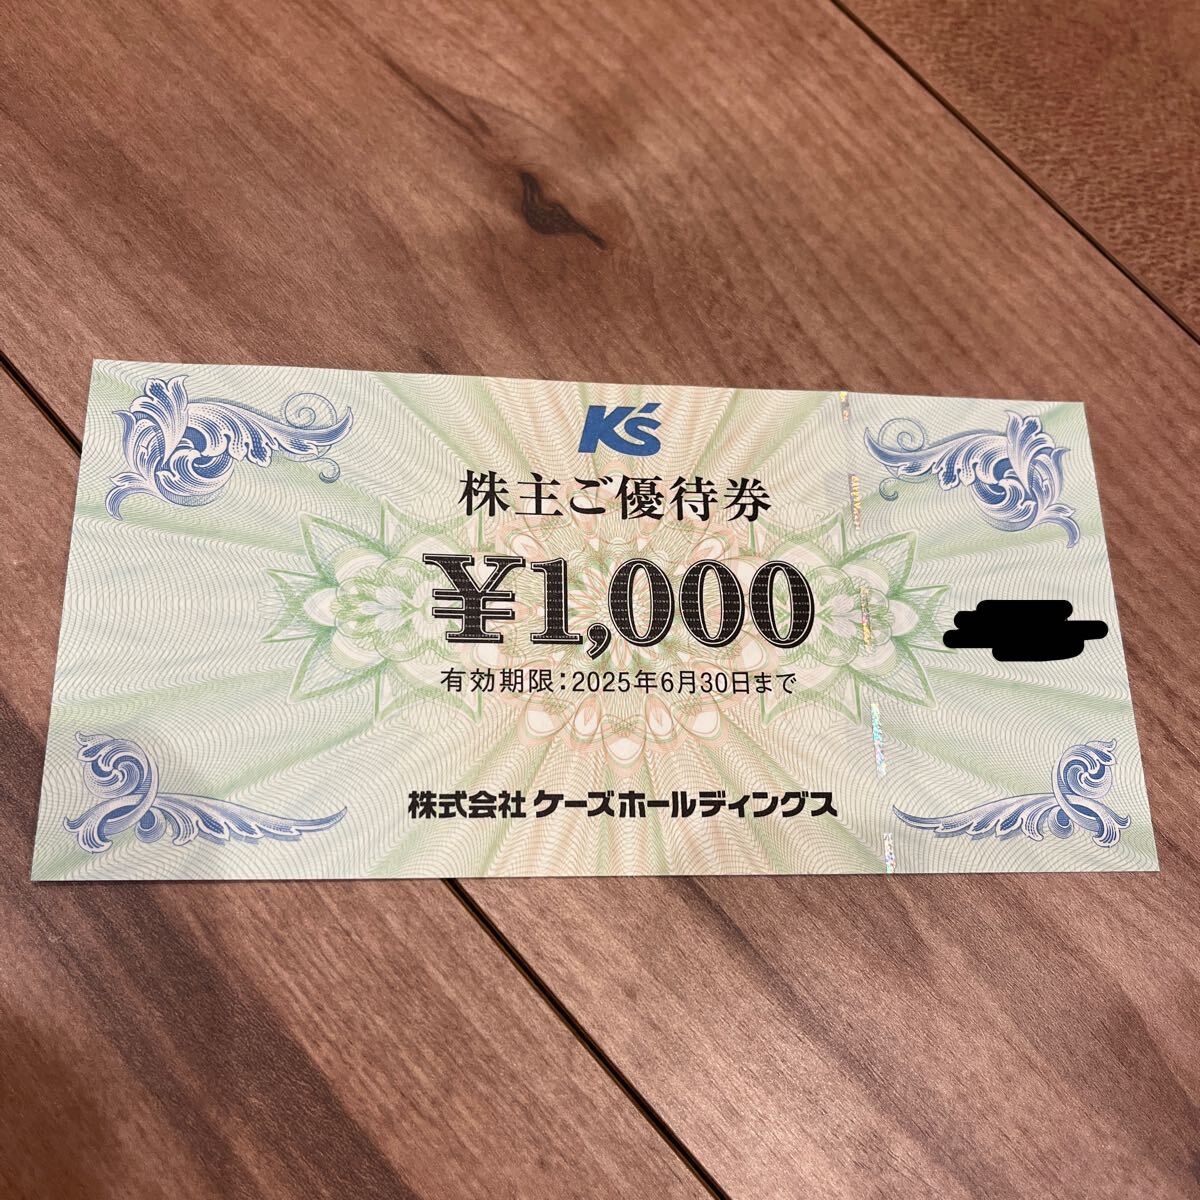 K's
株主ご優待券
¥1,000
有効期限:2025年6月30日まで
株式会社 ケーズホールディングス